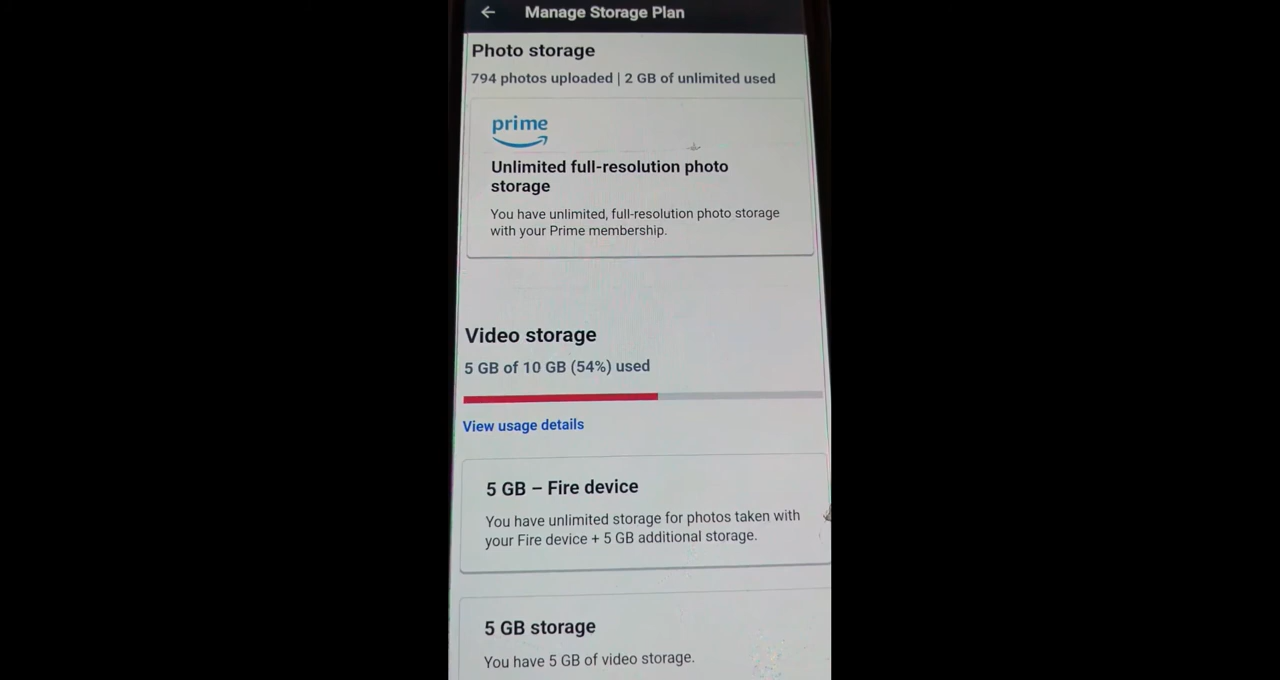 Manage Storage Plan
Photo storage
794 photos uploaded | 2 GB of unlimited used
prime
Unlimited full-resolution photo
storage
You have unlimited, full-resolution photo storage
with your Prime membership.
Video storage
5 GB of 10 GB (54%) used
View usage details
5 GB – Fire device
You have unlimited storage for photos taken with
your Fire device + 5 GB additional storage.
5 GB storage
You have 5 GB of video storage.